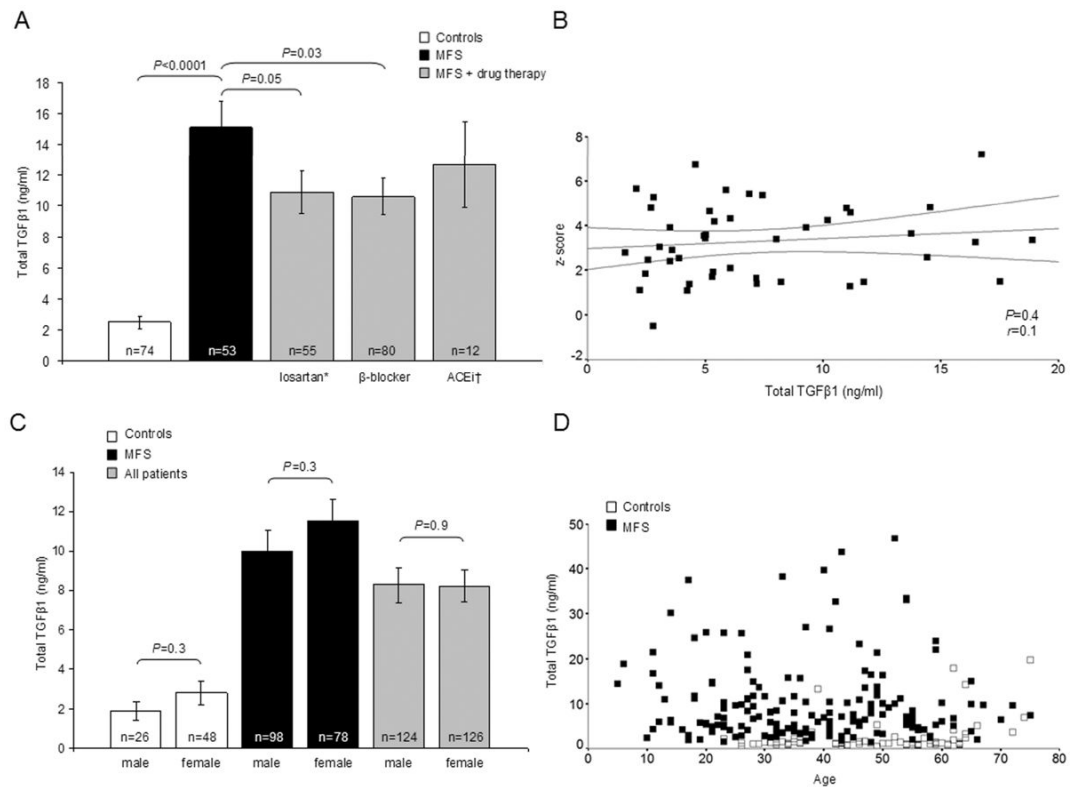 A
Controls
MFS
MFS + drug therapy
P=0.03
P<0.0001
P=0.05
Total TGFβ1 (ng/ml)
18
16
14
12
10
8
6
4
2
0
n=74
n=53
n=55
n=80
n=12
losartan*
β-blocker
ACEi†
B
z-score
8
6
4
2
0
-2
P=0.4
r=0.1
0
5
10
15
20
Total TGFβ1 (ng/ml)
C
Controls
MFS
All patients
P=0.3
P=0.9
P=0.3
Total TGFβ1 (ng/ml)
14
12
10
8
6
4
2
0
n=26
n=48
n=98
n=78
n=124
n=126
male
female
male
female
male
female
D
Controls
MFS
Total TGFβ1 (ng/ml)
50
40
30
20
10
0
0
10
20
30
40
50
60
70
80
Age